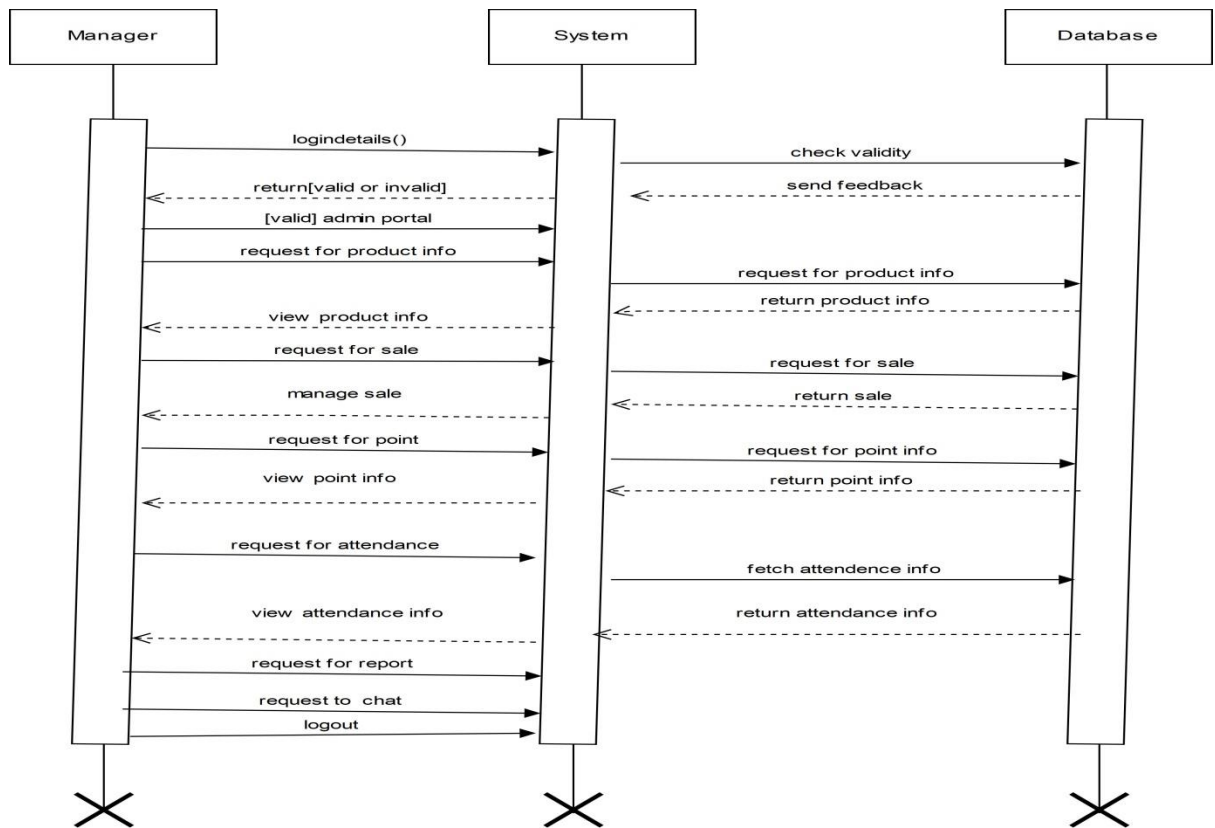 Manager
System
Database
logindetails()
check validity
return[valid or invalid]
send feedback
[valid] admin portal
request for product info
request for product info
return product info
view product info
request for sale
request for sale
manage sale
return sale
request for point
request for point info
view point info
return point info
request for attendance
fetch attendence info
view attendance info
return attendance info
request for report
request to chat
logout